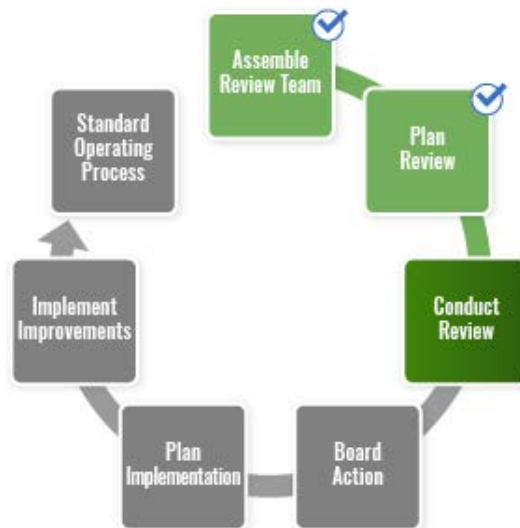 Assemble
Review Team
Plan
Review
Conduct
Review
Board
Action
Plan
Implementation
Implement
Improvements
Standard
Operating
Process